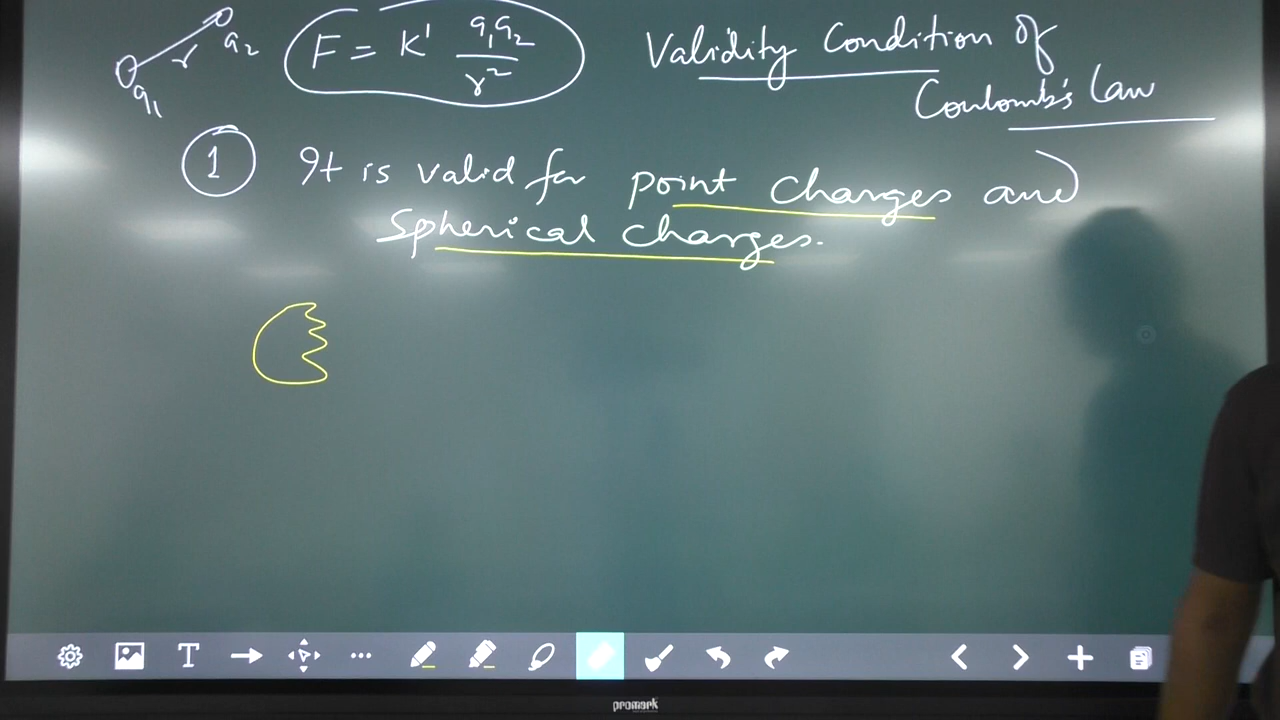 F = K' q1q2 / r² Validity Condition of
q1 r q2 Coulomb's Law
1 It is valid for point charges and
Spherical charges.
T
promark